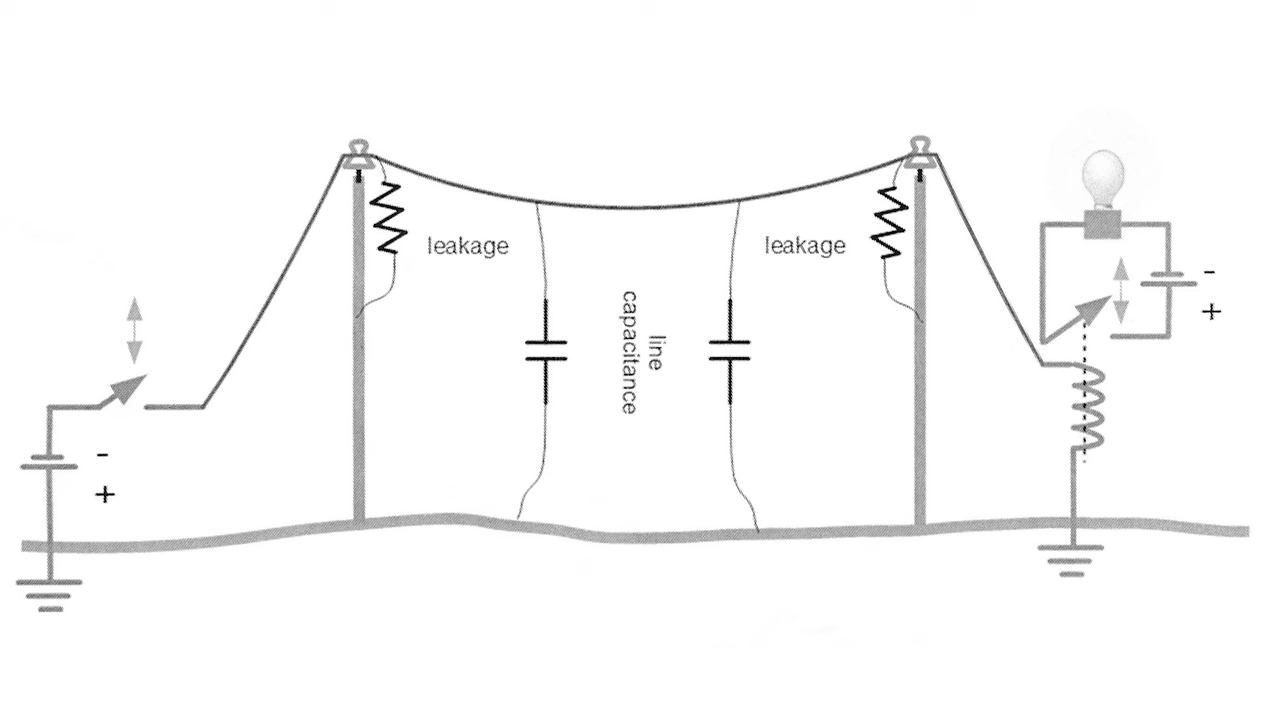 leakage
leakage
line
capacitance
-
+
-
+